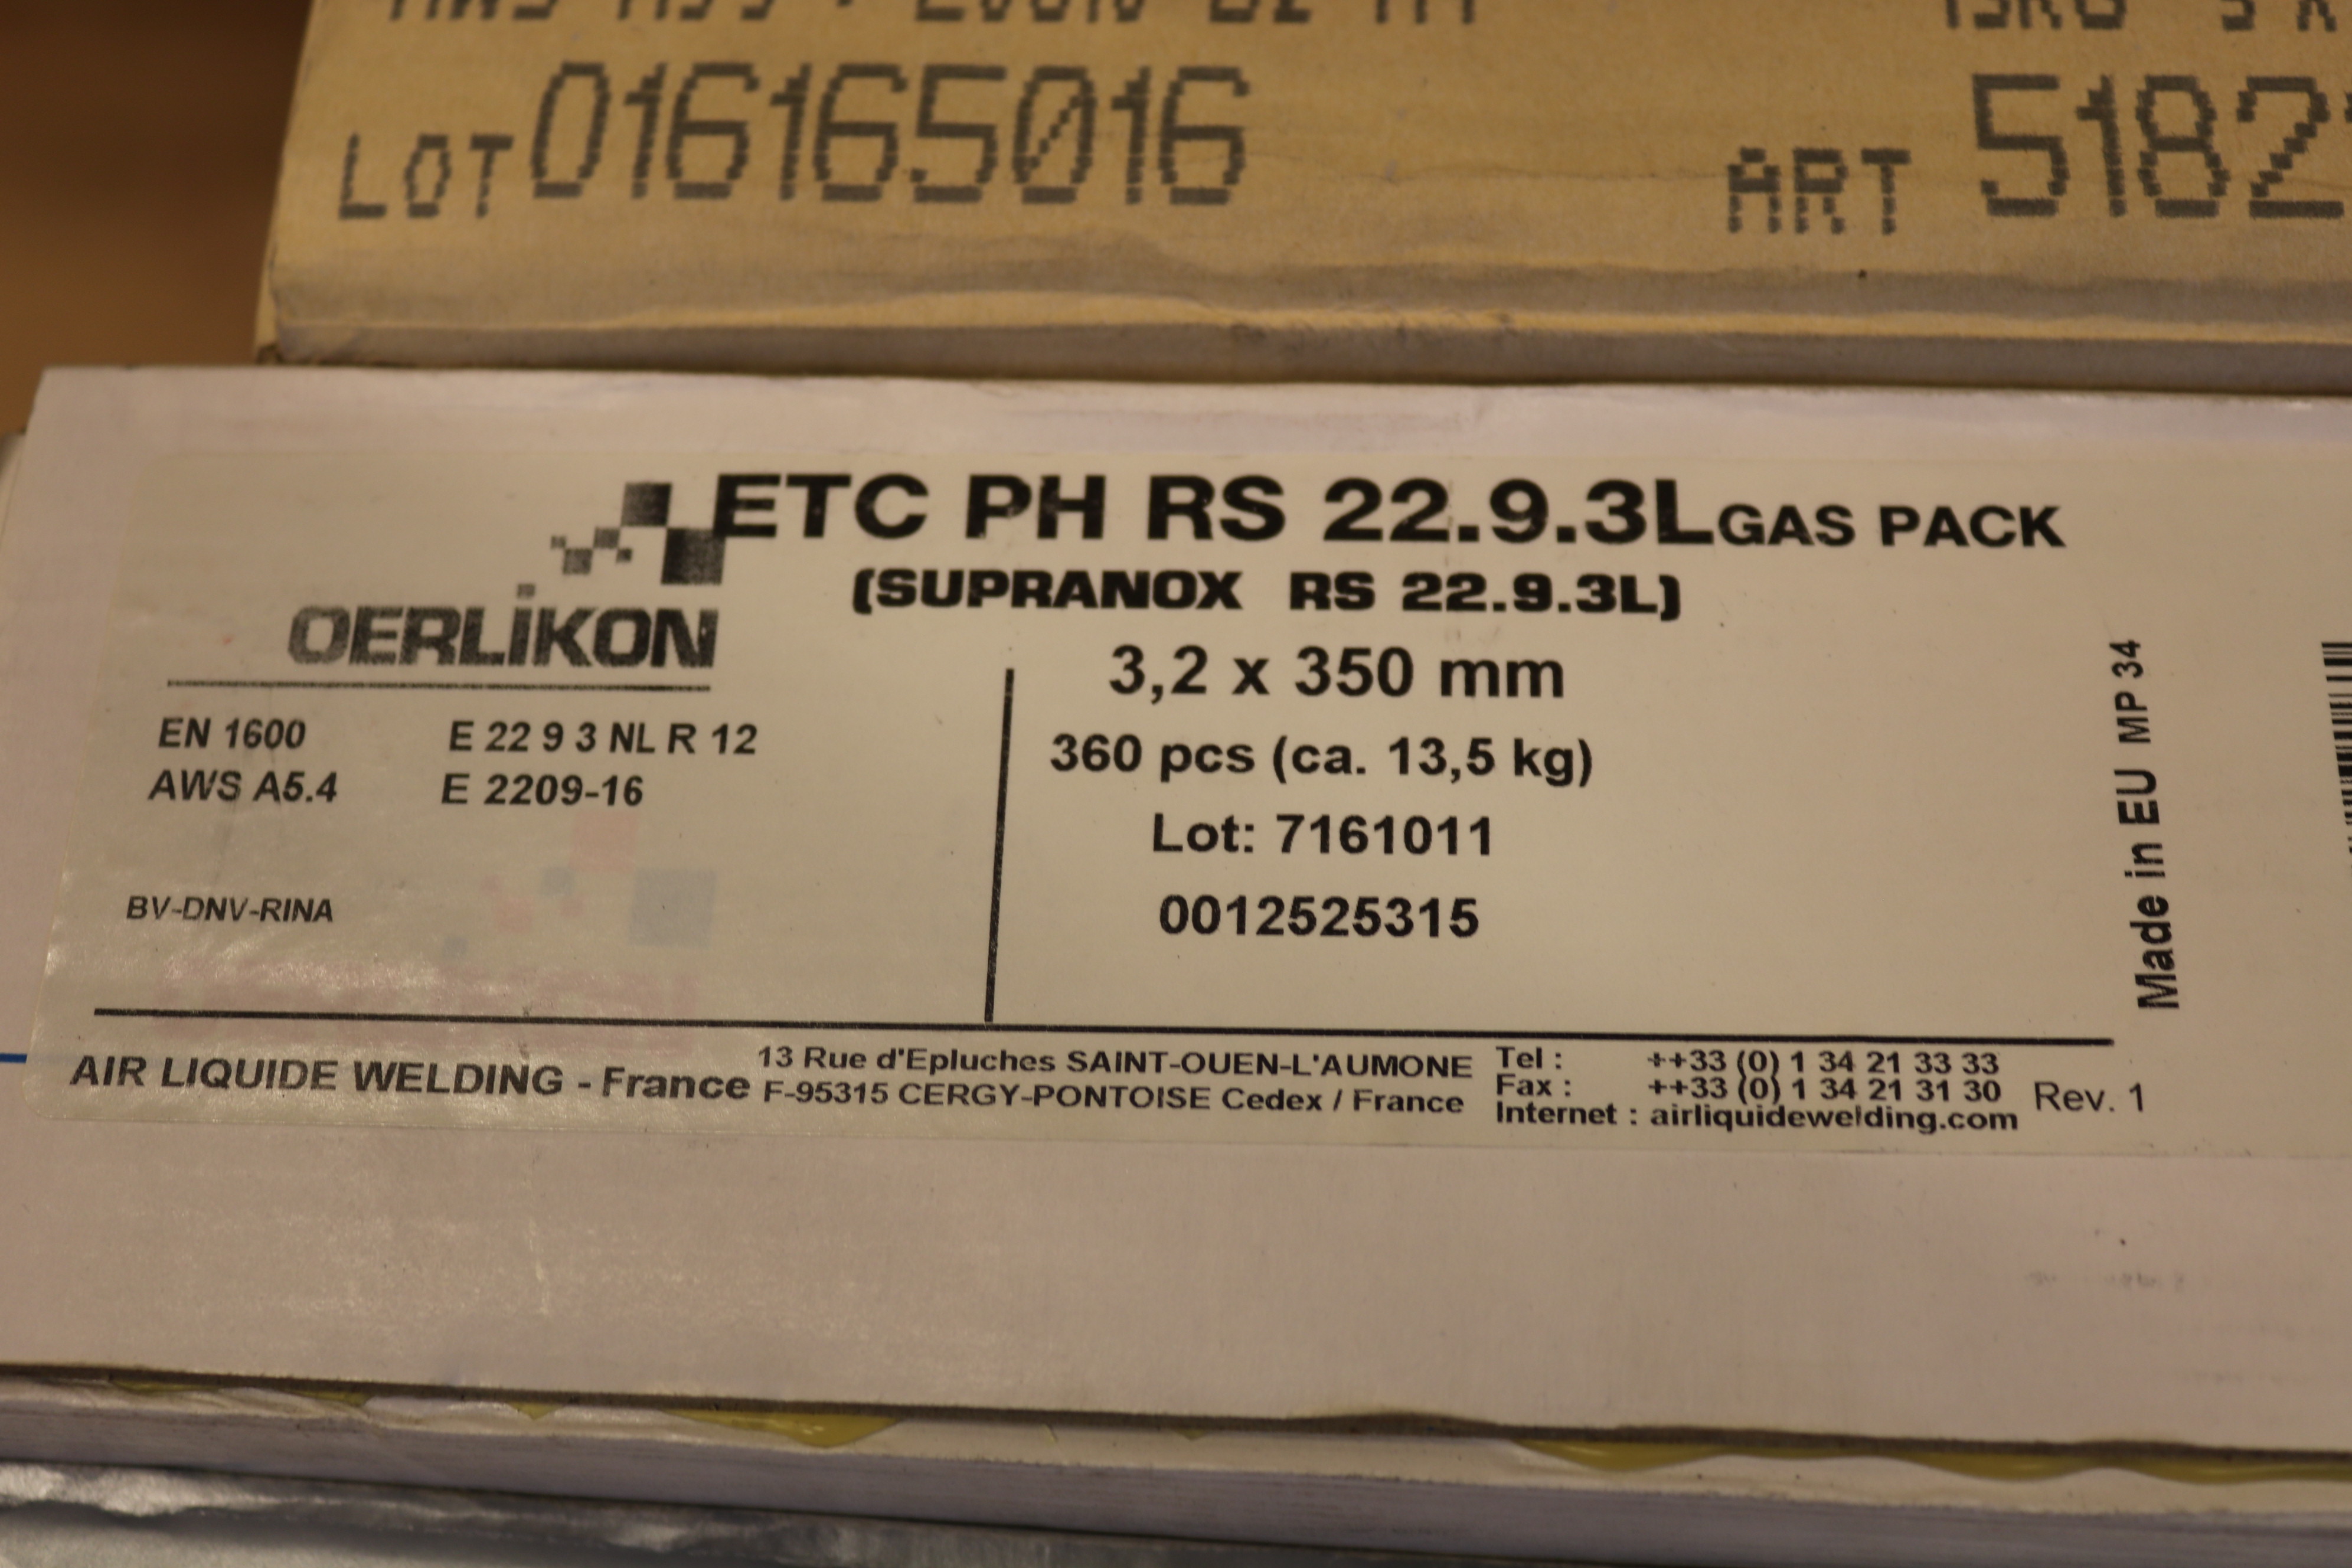 LOT 016165016 ART 5182
ETC PH RS 22.9.3L GAS PACK
(SUPRANOX RS 22.9.3L)
OERLIKON
3,2 x 350 mm
EN 1600 E 22 9 3 NL R 12
AWS A5.4 E 2209-16
360 pcs (ca. 13,5 kg)
Lot: 7161011
BV-DNV-RINA
0012525315
Made in EU MP 34
AIR LIQUIDE WELDING - France
13 Rue d'Epluches SAINT-OUEN-L'AUMONE
F-95315 CERGY-PONTOISE Cedex / France
Tel : ++33 (0) 1 34 21 33 33
Fax : ++33 (0) 1 34 21 31 30
Internet : airliquidewelding.com
Rev. 1